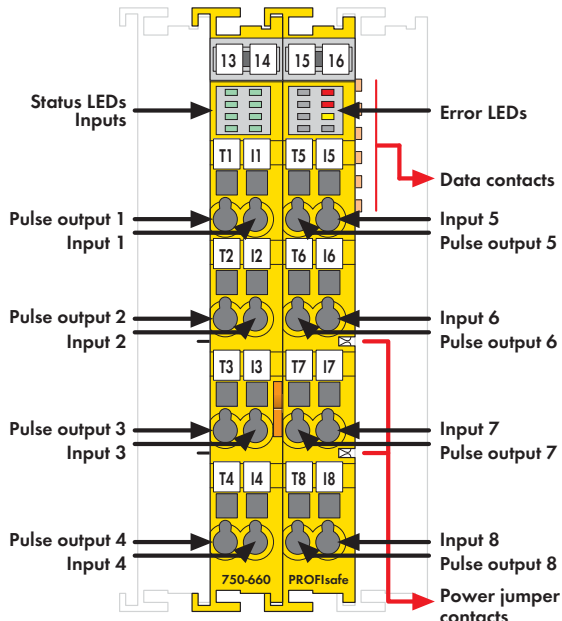 13 14 15 16
Status LEDs
Inputs
Error LEDs
T1 I1 T5 I5
Data contacts
Pulse output 1
Input 1
Input 5
Pulse output 5
T2 I2 T6 I6
Pulse output 2
Input 2
Input 6
Pulse output 6
T3 I3 T7 I7
Pulse output 3
Input 3
Input 7
Pulse output 7
T4 I4 T8 I8
Pulse output 4
Input 4
Input 8
Pulse output 8
750-660 PROFIsafe
Power jumper
contacts